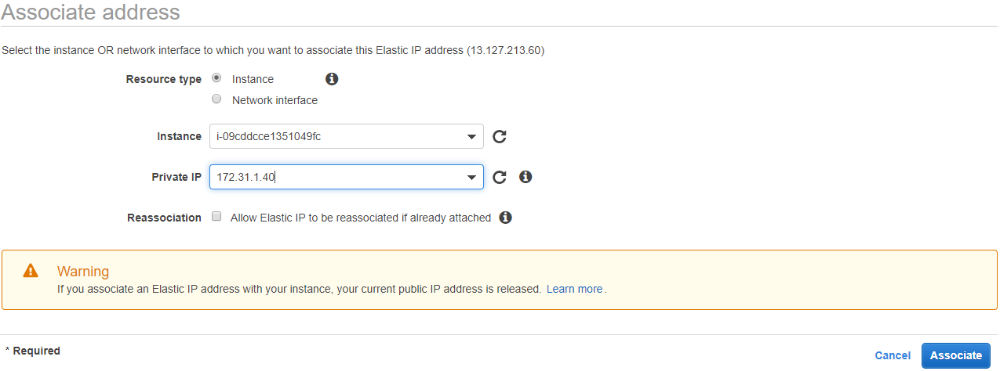 Associate address
Select the instance OR network interface to which you want to associate this Elastic IP address (13.127.213.60)
Resource type Instance
Network interface
Instance i-09cddcce1351049fc
Private IP 172.31.1.40
Reassociation Allow Elastic IP to be reassociated if already attached
Warning
If you associate an Elastic IP address with your instance, your current public IP address is released. Learn more.
* Required Cancel Associate